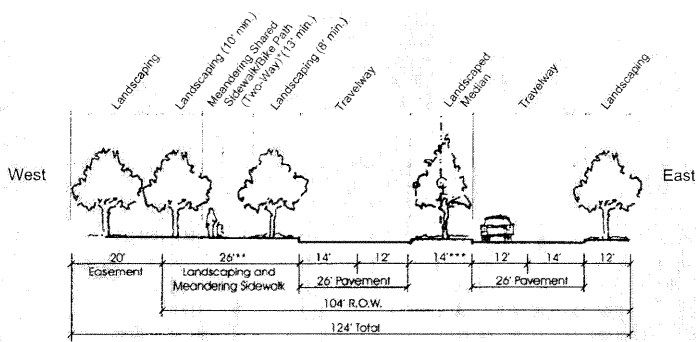 Landscaping
Landscaping (10' min.)
Meandering Shared
Sidewalk/Bike Path
(Two-Way)*(13' min.)
Landscaping (8' min.)
Travelway
Landscaped
Median
Travelway
Landscaping
West
East
20'
26'**
14'
12'
14'***
12'
14'
12'
Easement
Landscaping and
Meandering Sidewalk
26' Pavement
26' Pavement
104' R.O.W.
124' Total